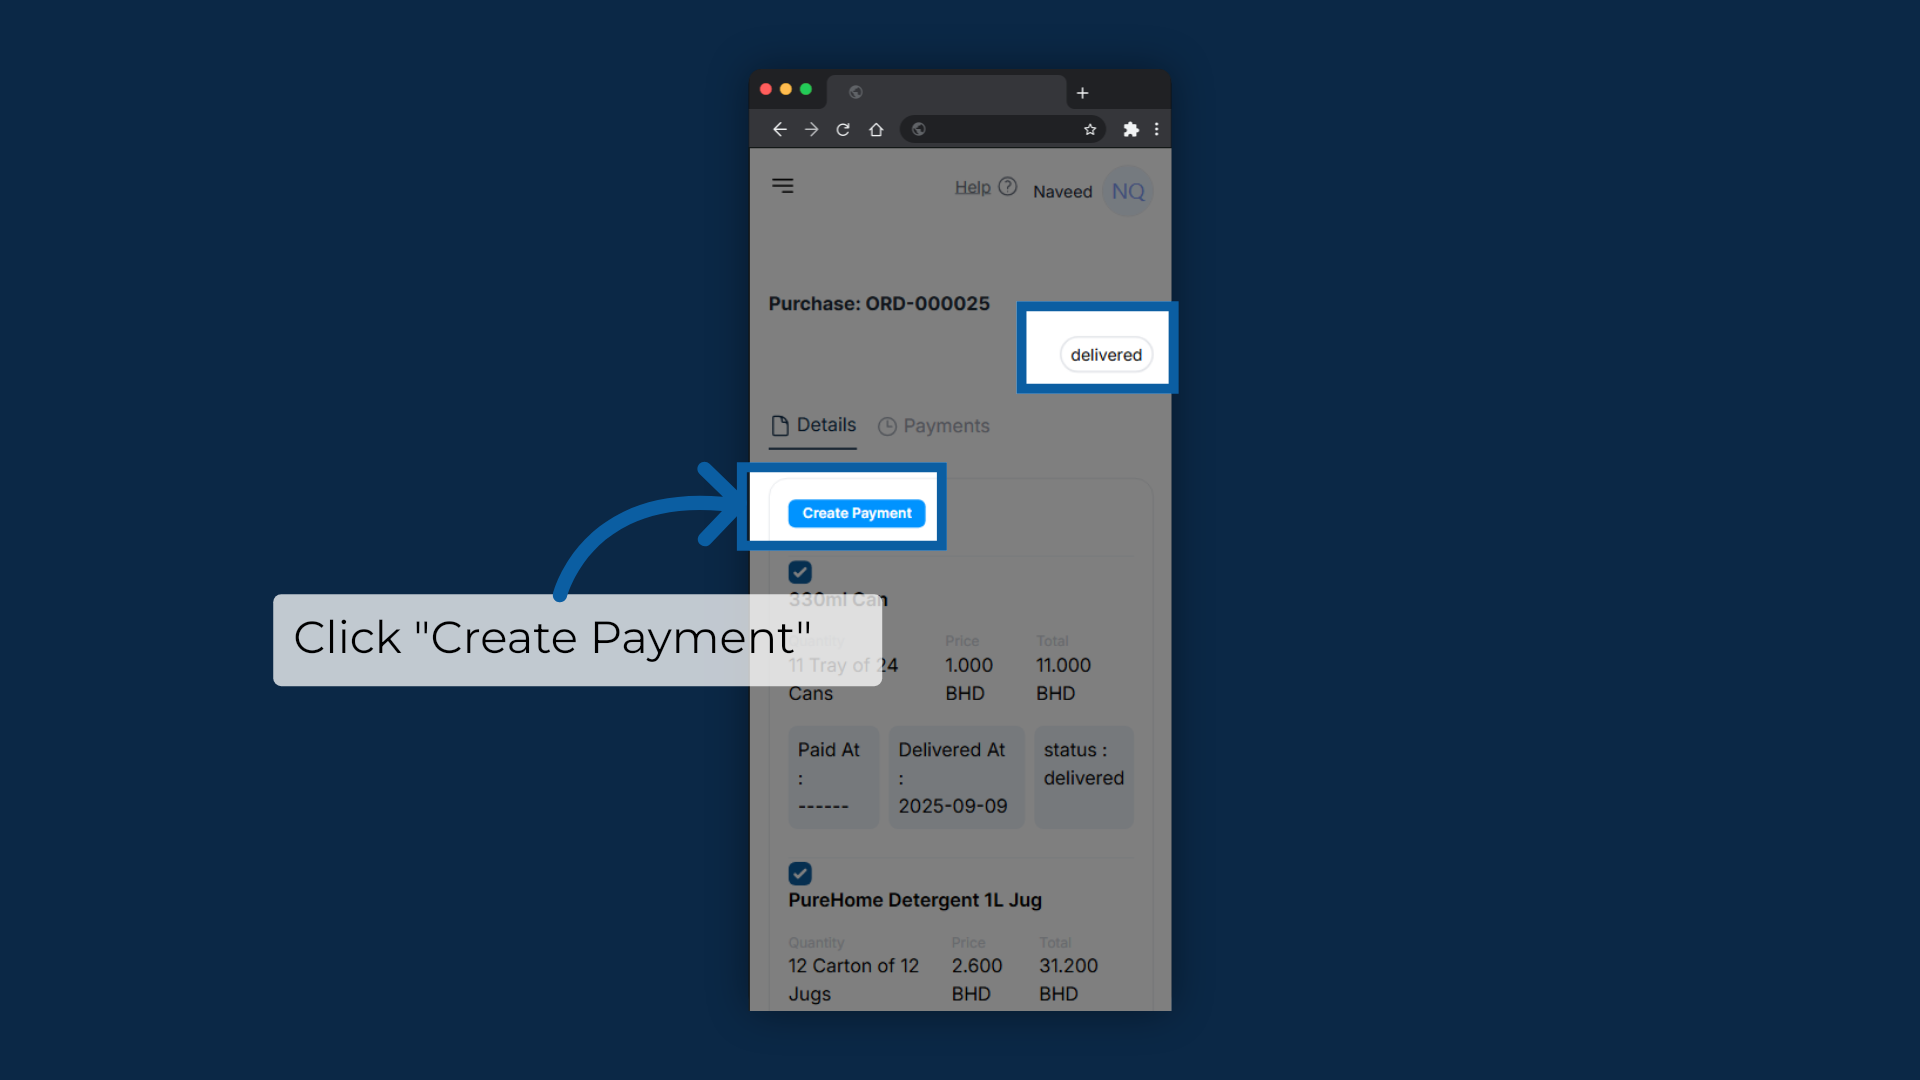 Help
Naveed
NQ
Purchase: ORD-000025
delivered
Details
Payments
Create Payment
330ml Can
Click "Create Payment"
Quantity
Price
Total
11 Tray of 24
Cans
1.000
BHD
11.000
BHD
Paid At
:
------
Delivered At
:
2025-09-09
status :
delivered
PureHome Detergent 1L Jug
Quantity
Price
Total
12 Carton of 12
Jugs
2.600
BHD
31.200
BHD